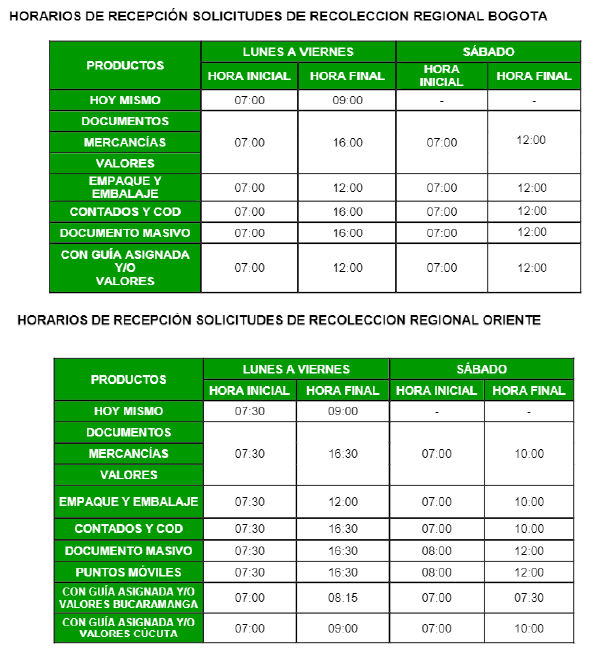 HORARIOS DE RECEPCIÓN SOLICITUDES DE RECOLECCION REGIONAL BOGOTA
PRODUCTOS LUNES A VIERNES SÁBADO
HORA INICIAL HORA FINAL HORA INICIAL HORA FINAL
HOY MISMO 07:00 09:00 - -
DOCUMENTOS
MERCANCÍAS 07:00 16:00 07:00 12:00
VALORES
EMPAQUE Y EMBALAJE 07:00 12:00 07:00 12:00
CONTADOS Y COD 07:00 16:00 07:00 12:00
DOCUMENTO MASIVO 07:00 16:00 07:00 12:00
CON GUÍA ASIGNADA Y/O VALORES 07:00 12:00 07:00 12:00
HORARIOS DE RECEPCIÓN SOLICITUDES DE RECOLECCION REGIONAL ORIENTE
PRODUCTOS LUNES A VIERNES SÁBADO
HORA INICIAL HORA FINAL HORA INICIAL HORA FINAL
HOY MISMO 07:30 09:00 - -
DOCUMENTOS
MERCANCÍAS 07:30 16:30 07:00 10:00
VALORES
EMPAQUE Y EMBALAJE 07:30 12:00 07:00 10:00
CONTADOS Y COD 07:30 16:30 07:00 10:00
DOCUMENTO MASIVO 07:30 16:30 08:00 12:00
PUNTOS MÓVILES 07:30 16:30 08:00 12:00
CON GUÍA ASIGNADA Y/O VALORES BUCARAMANGA 07:00 08:15 07:00 07:30
CON GUÍA ASIGNADA Y/O VALORES CÚCUTA 07:00 09:00 07:00 10:00